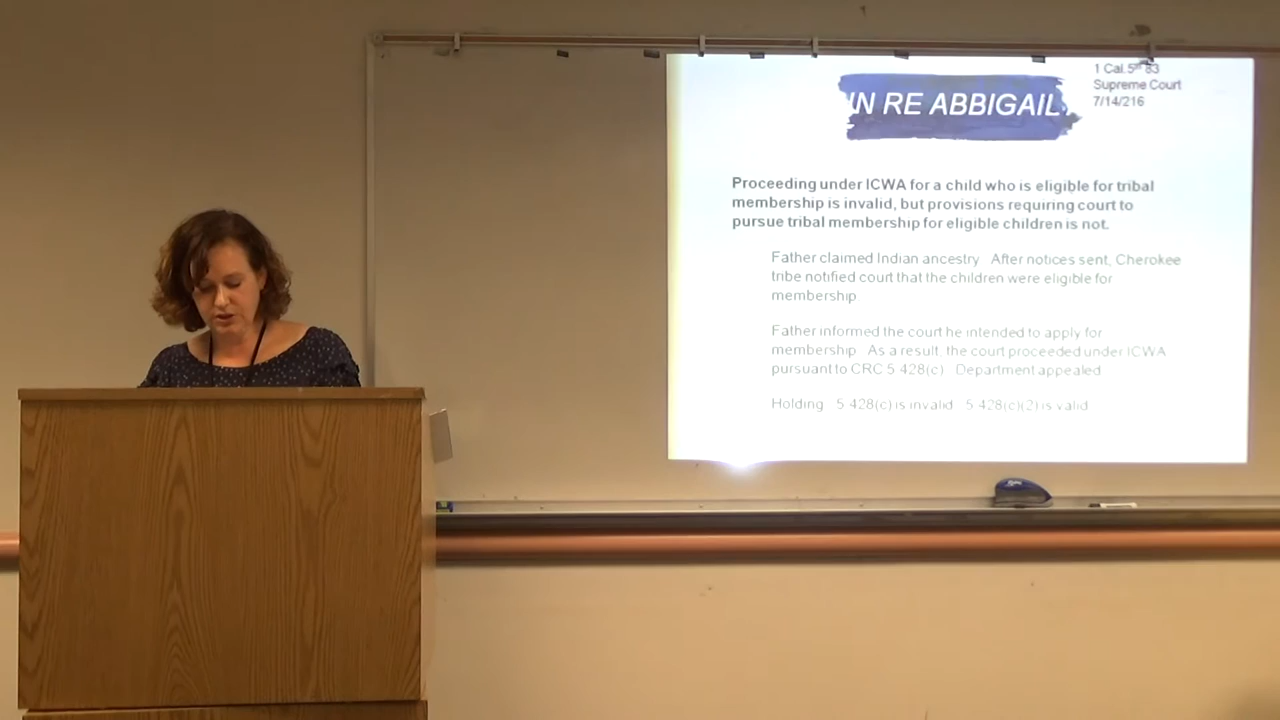 IN RE ABBIGAIL
1 Cal.5th 83
Supreme Court
7/14/216
Proceeding under ICWA for a child who is eligible for tribal
membership is invalid, but provisions requiring court to
pursue tribal membership for eligible children is not.
Father claimed Indian ancestry. After notices sent, Cherokee
tribe notified court that the children were eligible for
membership
Father informed the court he intended to apply for
membership. As a result, the court proceeded under ICWA
pursuant to CRC 5.428(c). Department appealed
Holding 5.428(c) is invalid 5.428(c)(2) is valid